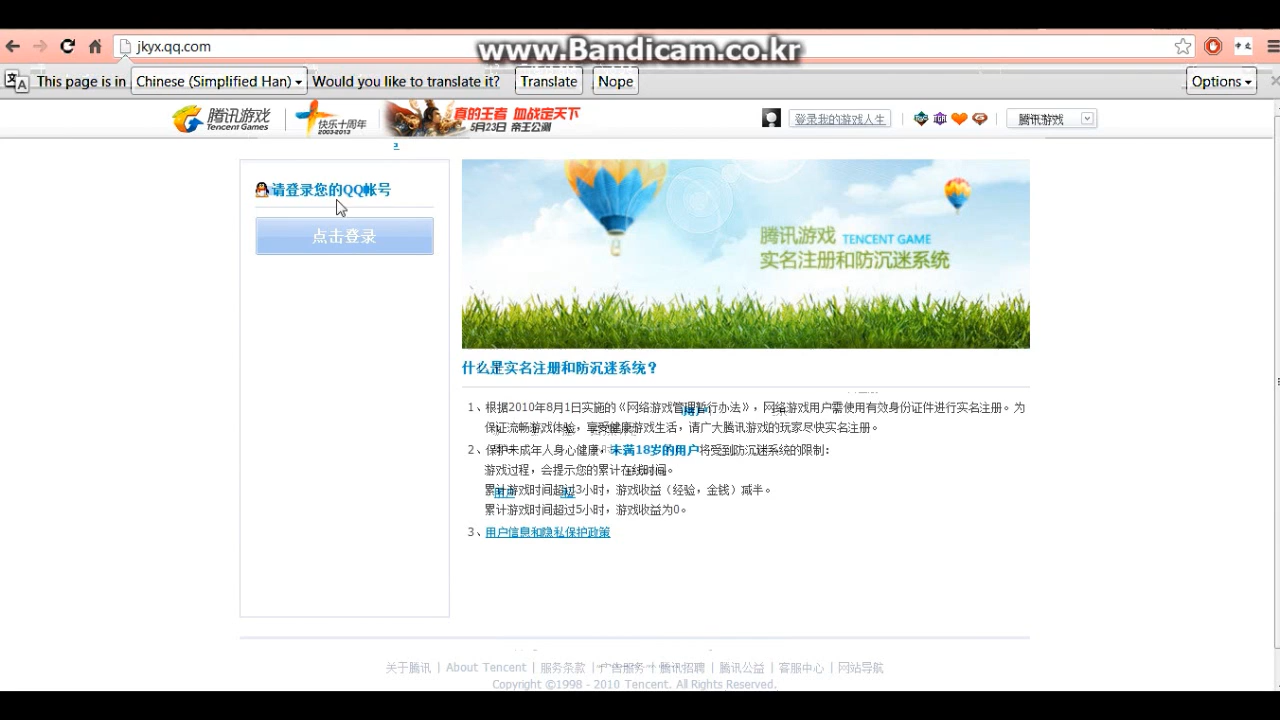 jkyx.qq.com
www.Bandicam.co.kr
This page is in Chinese (Simplified Han) Would you like to translate it? Translate Nope Options
腾讯游戏 Tencent Games
快乐十周年 2003-2013
真的王者 血战定天下
5月23日 帝王公测
登录我的游戏人生
腾讯游戏
请登录您的QQ帐号
点击登录
腾讯游戏 TENCENT GAME
实名注册和防沉迷系统
什么是实名注册和防沉迷系统？
1、根据2010年8月1日实施的《网络游戏管理暂行办法》，网络游戏用户需使用有效身份证件进行实名注册。为
保证流畅游戏体验，享受健康游戏生活，请广大腾讯游戏的玩家尽快实名注册。
2、保护未成年人身心健康，未满18岁的用户将受到防沉迷系统的限制：
游戏过程，会提示您的累计在线时间。
累计游戏时间超过3小时，游戏收益（经验，金钱）减半。
累计游戏时间超过5小时，游戏收益为0。
3、用户信息和隐私保护政策
关于腾讯 | About Tencent | 服务条款 | 广告服务 | 腾讯招聘 | 腾讯公益 | 客服中心 | 网站导航
Copyright ©1998 - 2010 Tencent. All Rights Reserved.